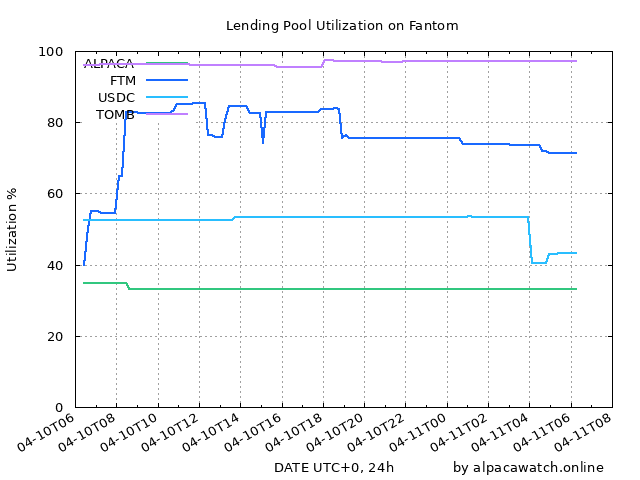 Lending Pool Utilization on Fantom
100
80
60
40
20
0
Utilization %
ALPACA
FTM
USDC
TOMB
04-10T06
04-10T08
04-10T10
04-10T12
04-10T14
04-10T16
04-10T18
04-10T20
04-10T22
04-11T00
04-11T02
04-11T04
04-11T06
04-11T08
DATE UTC+0, 24h
by alpacawatch.online